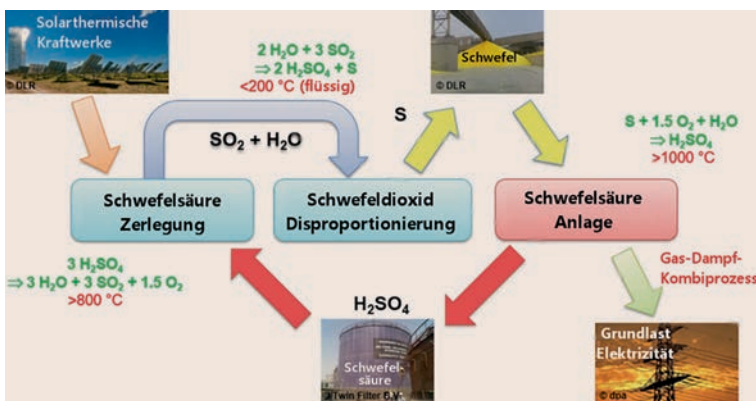 Solarthermische
Kraftwerke
© DLR
2 H₂O + 3 SO₂
⇒ 2 H₂SO₄ + S
<200 °C (flüssig)
SO₂ + H₂O
S
Schwefel
© DLR
S + 1.5 O₂ + H₂O
⇒ H₂SO₄
>1000 °C
Schwefelsäure
Zerlegung
Schwefeldioxid
Disproportionierung
Schwefelsäure
Anlage
3 H₂SO₄
⇒ 3 H₂O + 3 SO₂ + 1.5 O₂
>800 °C
H₂SO₄
Schwefel-
säure
© Twin Filter B.V.
Gas-Dampf-
Kombiprozess
Grundlast
Elektrizität
© dpa